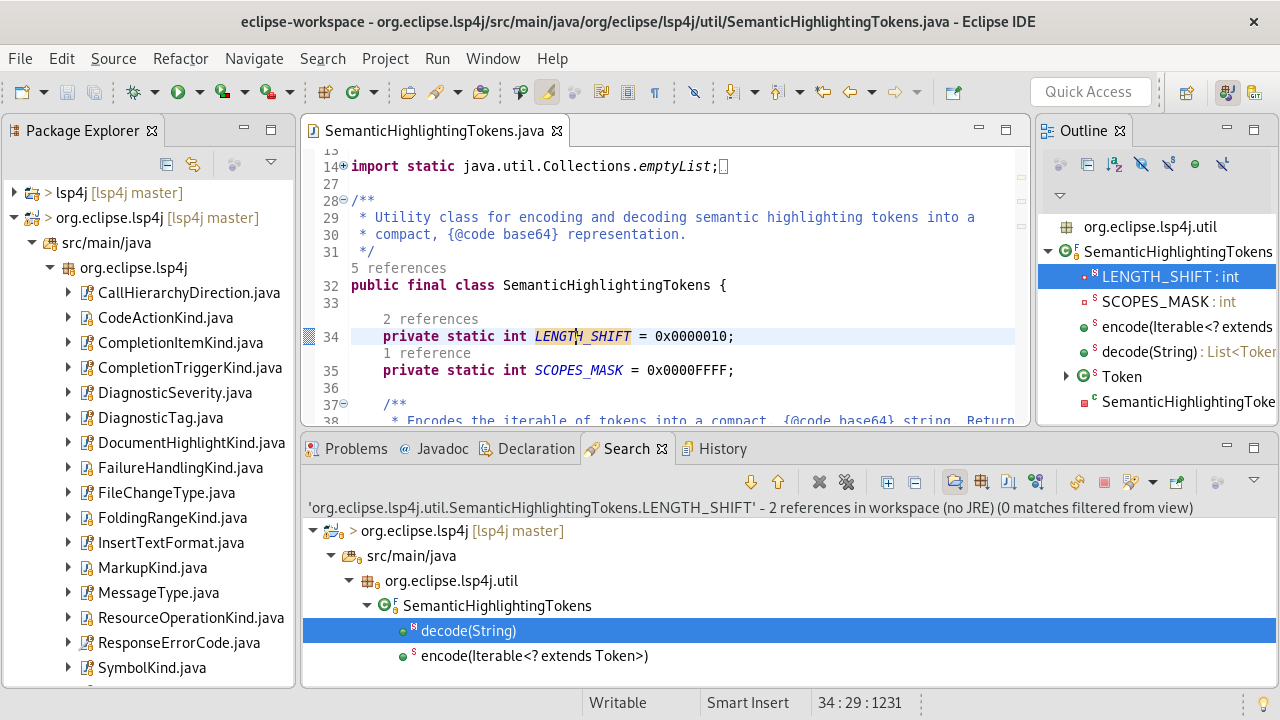 eclipse-workspace - org.eclipse.lsp4j/src/main/java/org/eclipse/lsp4j/util/SemanticHighlightingTokens.java - Eclipse IDE
File Edit Source Refactor Navigate Search Project Run Window Help
Quick Access
Package Explorer
> lsp4j [lsp4j master]
> org.eclipse.lsp4j [lsp4j master]
src/main/java
org.eclipse.lsp4j
CallHierarchyDirection.java
CodeActionKind.java
CompletionItemKind.java
CompletionTriggerKind.java
DiagnosticSeverity.java
DiagnosticTag.java
DocumentHighlightKind.java
FailureHandlingKind.java
FileChangeType.java
FoldingRangeKind.java
InsertTextFormat.java
MarkupKind.java
MessageType.java
ResourceOperationKind.java
ResponseErrorCode.java
SymbolKind.java
SemanticHighlightingTokens.java
13
14 import static java.util.Collections.emptyList;
27
28 /**
29 * Utility class for encoding and decoding semantic highlighting tokens into a
30 * compact, {@code base64} representation.
31 */
5 references
32 public final class SemanticHighlightingTokens {
33
2 references
34 private static int LENGTH_SHIFT = 0x0000010;
1 reference
35 private static int SCOPES_MASK = 0x0000FFFF;
36
37 /**
38 * Encodes the iterable of tokens into a compact, {@code base64} string. Return
Outline
org.eclipse.lsp4j.util
SemanticHighlightingTokens
LENGTH_SHIFT : int
SCOPES_MASK : int
encode(Iterable<? extends
decode(String) : List<Token
Token
SemanticHighlightingToke
Problems Javadoc Declaration Search History
'org.eclipse.lsp4j.util.SemanticHighlightingTokens.LENGTH_SHIFT' - 2 references in workspace (no JRE) (0 matches filtered from view)
> org.eclipse.lsp4j [lsp4j master]
src/main/java
org.eclipse.lsp4j.util
SemanticHighlightingTokens
decode(String)
encode(Iterable<? extends Token>)
Writable Smart Insert 34 : 29 : 1231